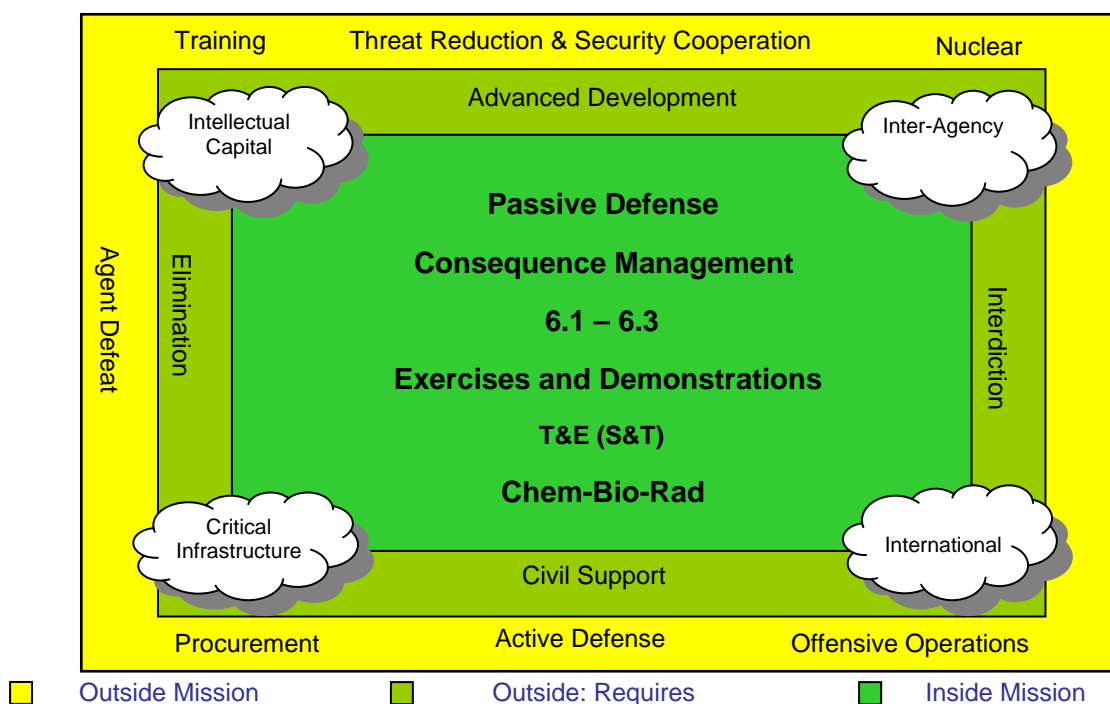 Training
Threat Reduction & Security Cooperation
Nuclear
Advanced Development
Intellectual
Capital
Inter-Agency
Passive Defense
Consequence Management
6.1 – 6.3
Exercises and Demonstrations
T&E (S&T)
Chem-Bio-Rad
Agent Defeat
Elimination
Interdiction
Critical
Infrastructure
International
Civil Support
Procurement
Active Defense
Offensive Operations
Outside Mission
Outside: Requires
Inside Mission